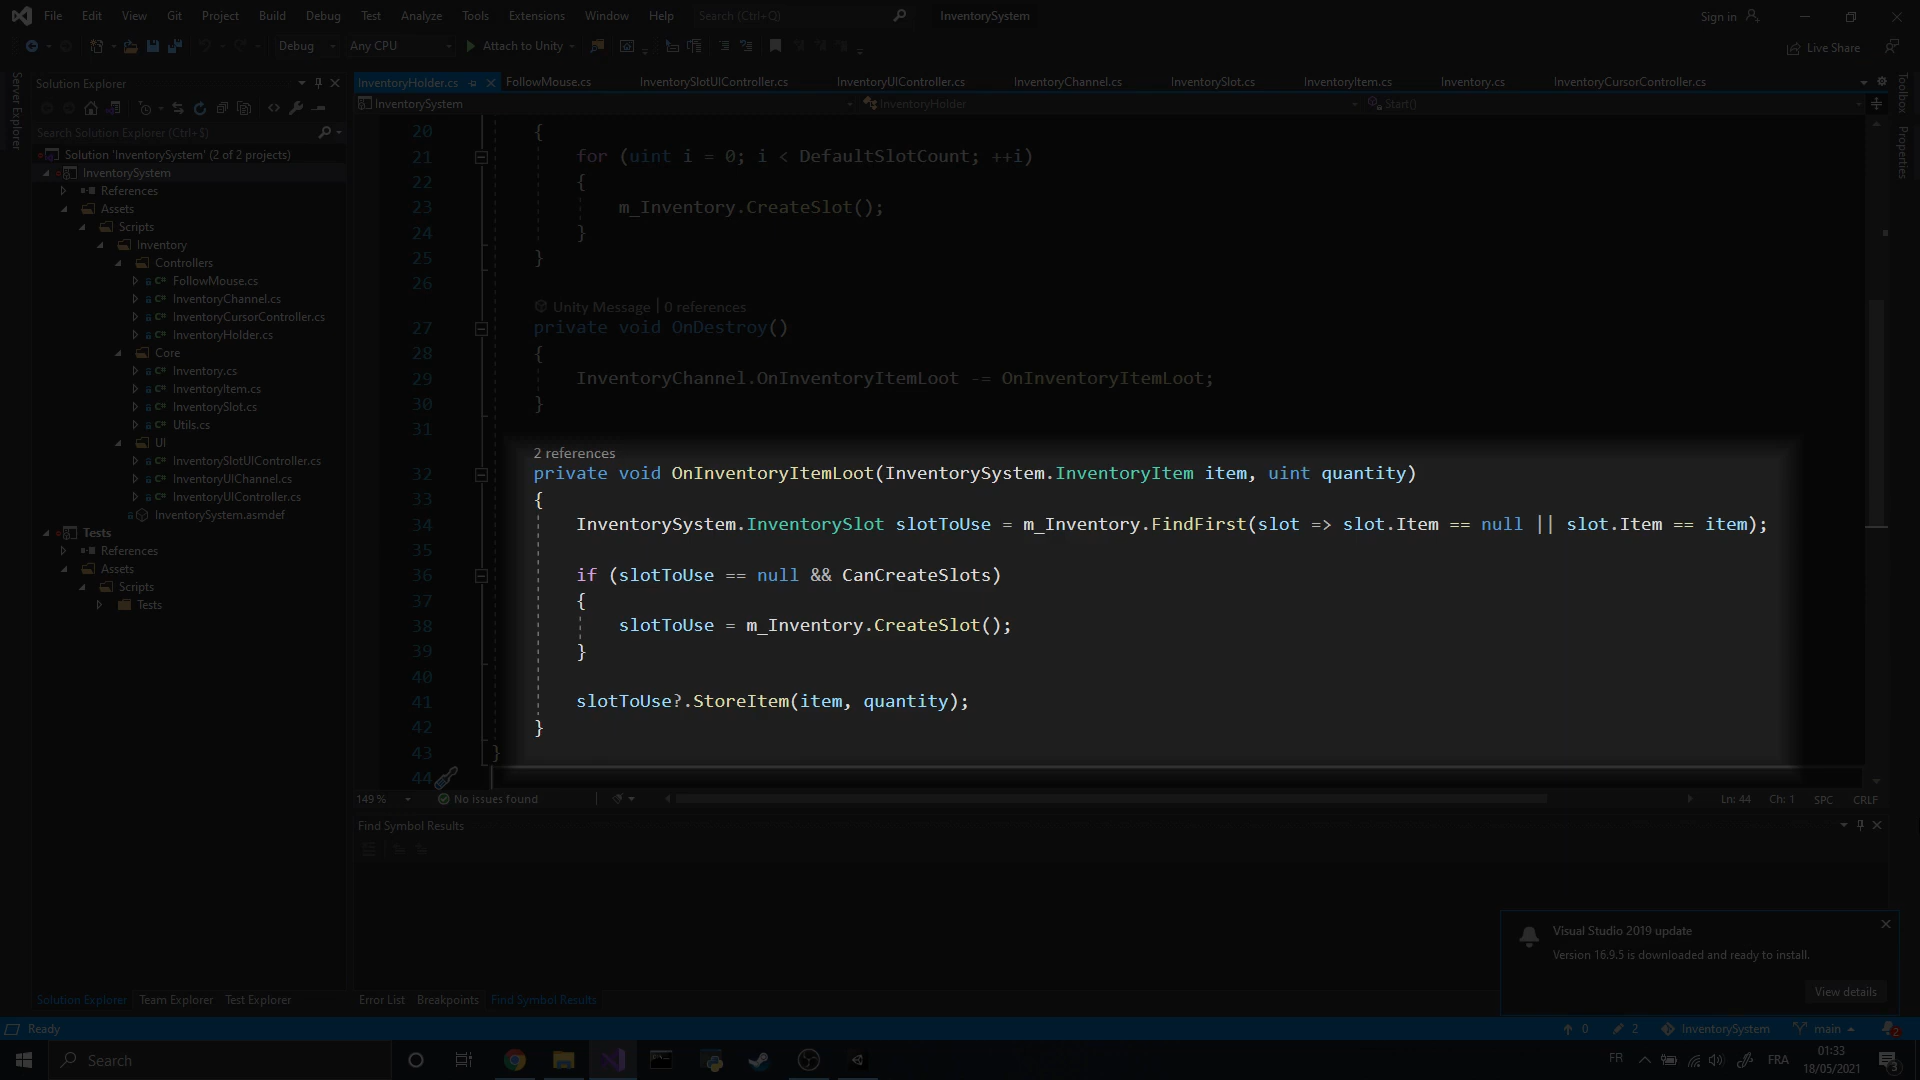 File Edit View Git Project Build Debug Test Analyze Tools Extensions Window Help Search (Ctrl+Q) InventorySystem Sign in
Debug Any CPU Attach to Unity Live Share
Server Explorer
Toolbox
Properties
Solution Explorer
Search Solution Explorer (Ctrl+$)
Solution 'InventorySystem' (2 of 2 projects)
InventorySystem
References
Assets
Scripts
Inventory
Controllers
C# FollowMouse.cs
C# InventoryChannel.cs
C# InventoryCursorController.cs
C# InventoryHolder.cs
Core
C# Inventory.cs
C# InventoryItem.cs
C# InventorySlot.cs
C# Utils.cs
UI
C# InventorySlotUIController.cs
C# InventoryUIChannel.cs
C# InventoryUIController.cs
InventorySystem.asmdef
Tests
References
Assets
Scripts
Tests
Solution Explorer Team Explorer Test Explorer
InventoryHolder.cs FollowMouse.cs InventorySlotUIController.cs InventoryUIController.cs InventoryChannel.cs InventorySlot.cs InventoryItem.cs Inventory.cs InventoryCursorController.cs
InventorySystem InventoryHolder Start()
20 {
21 for (uint i = 0; i < DefaultSlotCount; ++i)
22 {
23 m_Inventory.CreateSlot();
24 }
25 }
26
Unity Message | 0 references
27 private void OnDestroy()
28 {
29 InventoryChannel.OnInventoryItemLoot -= OnInventoryItemLoot;
30 }
31
2 references
32 private void OnInventoryItemLoot(InventorySystem.InventoryItem item, uint quantity)
33 {
34 InventorySystem.InventorySlot slotToUse = m_Inventory.FindFirst(slot => slot.Item == null || slot.Item == item);
35
36 if (slotToUse == null && CanCreateSlots)
37 {
38 slotToUse = m_Inventory.CreateSlot();
39 }
40
41 slotToUse?.StoreItem(item, quantity);
42 }
43 }
44
149 % No issues found Ln: 44 Ch: 1 SPC CRLF
Find Symbol Results
Error List Breakpoints Find Symbol Results
Visual Studio 2019 update
Version 16.9.5 is downloaded and ready to install.
View details
Ready 0 2 InventorySystem main 2
Search FR FRA 01:33
18/05/2021 3